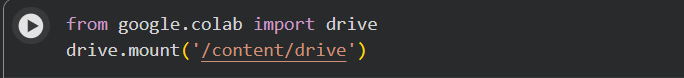 from google.colab import drive
drive.mount('/content/drive')